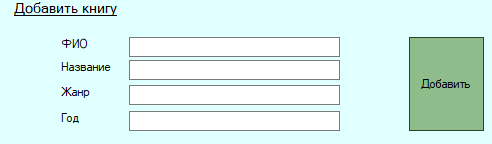 Добавить книгу
ФИО
Название
Жанр
Год
Добавить